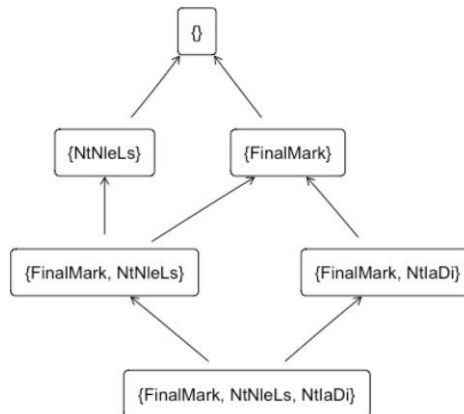 {}
{NtNleLs}
{FinalMark}
{FinalMark, NtNleLs}
{FinalMark, NtIaDi}
{FinalMark, NtNleLs, NtIaDi}